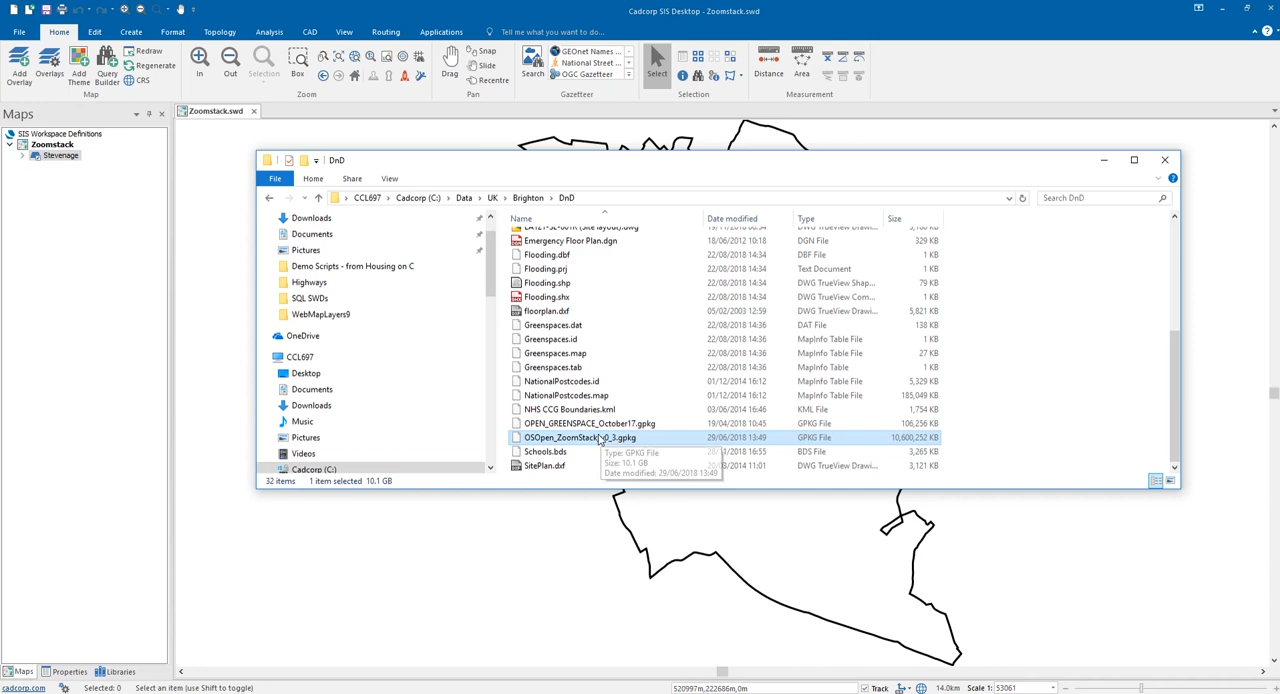 Cadcorp SIS Desktop - Zoomstack.swd
File Home Edit Create Format Topology Analysis CAD View Routing Applications Tell me what you want to do...
Add Overlay Overlays Add Theme Query Builder Redraw Regenerate CRS
Map
In Out Selection Box
Zoom
Drag Snap Slide Recentre
Pan
Search GEOnet Names ... National Street ... OGC Gazetteer
Gazetteer
Select
Selection
Distance Area
Measurement
Maps
Zoomstack.swd
SIS Workspace Definitions
Zoomstack
Stevenage
DnD
File Home Share View
CCL697 Cadcorp (C:) Data UK Brighton DnD
Search DnD
Downloads
Documents
Pictures
Demo Scripts - from Housing on C
Highways
SQL SWDs
WebMapLayers9
OneDrive
CCL697
Desktop
Documents
Downloads
Music
Pictures
Videos
Cadcorp (C:)
Name Date modified Type Size
Emergency Floor Plan.dgn 18/06/2012 10:18 DGN File 329 KB
Flooding.dbf 22/08/2018 14:34 DBF File 1 KB
Flooding.prj 22/08/2018 14:34 Text Document 1 KB
Flooding.shp 22/08/2018 14:34 DWG TrueView Shap... 79 KB
Flooding.shx 22/08/2018 14:34 DWG TrueView Com... 1 KB
floorplan.dxf 05/02/2003 12:59 DWG TrueView Drawi... 5,821 KB
Greenspaces.dat 22/08/2018 14:36 DAT File 138 KB
Greenspaces.id 22/08/2018 14:36 MapInfo Table File 1 KB
Greenspaces.map 22/08/2018 14:36 MapInfo Table File 27 KB
Greenspaces.tab 22/08/2018 14:36 MapInfo Table File 1 KB
NationalPostcodes.id 01/12/2014 16:12 MapInfo Table File 5,329 KB
NationalPostcodes.map 01/12/2014 16:12 MapInfo Table File 185,049 KB
NHS CCG Boundaries.kml 03/06/2014 16:46 KML File 1,754 KB
OPEN_GREENSPACE_October17.gpkg 19/04/2018 10:45 GPKG File 106,256 KB
29/06/2018 13:49 GPKG File 10,600,252 KB
Schools.bds 16:55 BDS File 3,265 KB
SitePlan.dxf 11:01 DWG TrueView Drawi... 3,121 KB
Type: GPKG File
Size: 10.1 GB
Date modified: 29/06/2018 13:49
32 items 1 item selected 10.1 GB
Maps Properties Libraries
cadcorp.com Selected: 0 Select an item (use Shift to toggle) 520997m,222686m,0m Track 14.0km Scale 1: 53061